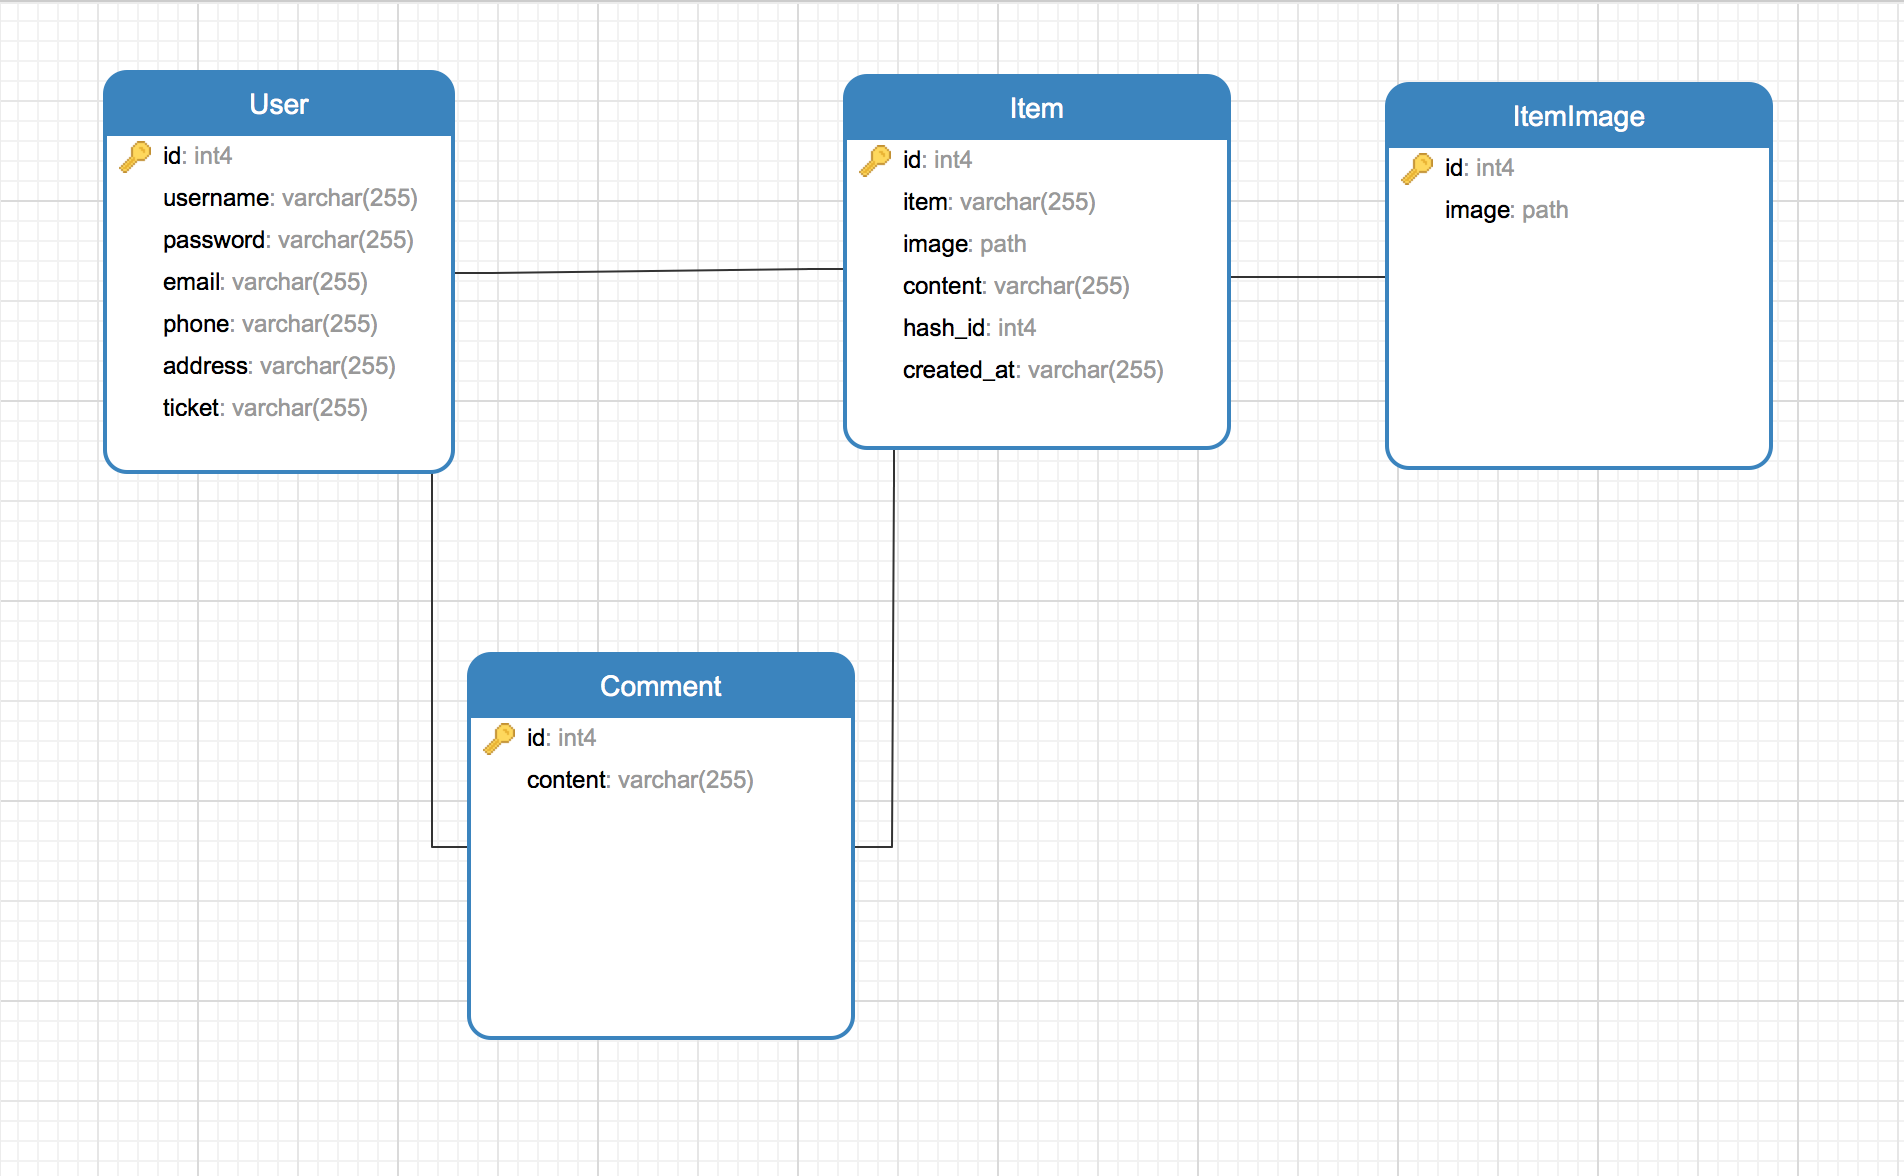 User
id: int4
username: varchar(255)
password: varchar(255)
email: varchar(255)
phone: varchar(255)
address: varchar(255)
ticket: varchar(255)
Item
id: int4
item: varchar(255)
image: path
content: varchar(255)
hash_id: int4
created_at: varchar(255)
ItemImage
id: int4
image: path
Comment
id: int4
content: varchar(255)